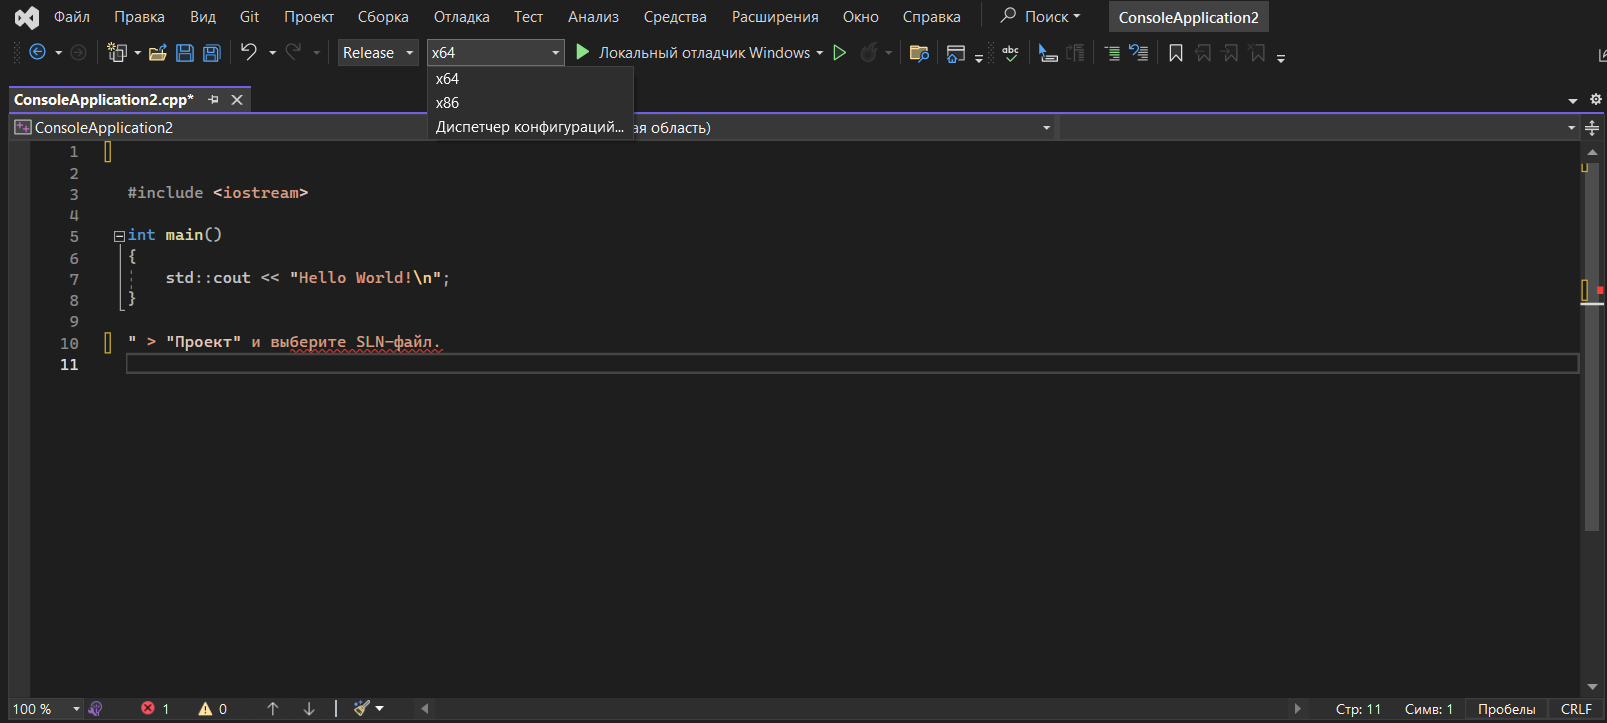 Файл Правка Вид Git Проект Сборка Отладка Тест Анализ Средства Расширения Окно Справка Поиск ConsoleApplication2
Release x64 Локальный отладчик Windows abc
x64
x86
Диспетчер конфигураций...
ConsoleApplication2.cpp*
ConsoleApplication2 ая область)
1
2
3 #include <iostream>
4
5 int main()
6 {
7 std::cout << "Hello World!\n";
8 }
9
10 " > "Проект" и выберите SLN-файл.
11
100 % 1 0 Стр: 11 Симв: 1 Пробелы CRLF